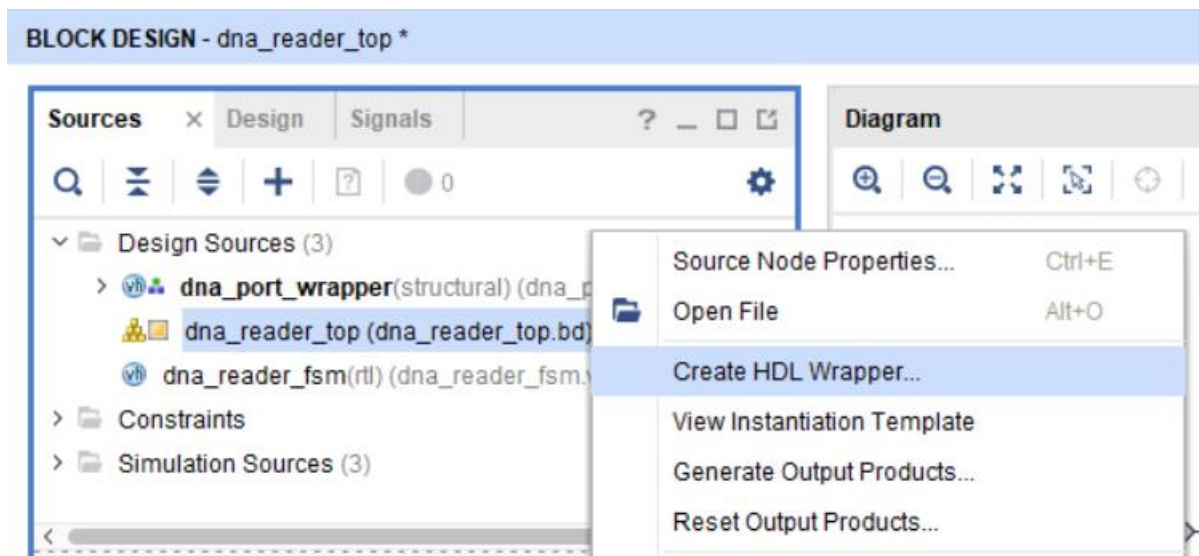 BLOCK DESIGN - dna_reader_top *
Sources × Design Signals ? Diagram
0
Design Sources (3)
dna_port_wrapper(structural) (dna_p
dna_reader_top (dna_reader_top.bd)
dna_reader_fsm(rtl) (dna_reader_fsm.v
Constraints
Simulation Sources (3)
Source Node Properties... Ctrl+E
Open File Alt+O
Create HDL Wrapper...
View Instantiation Template
Generate Output Products...
Reset Output Products...